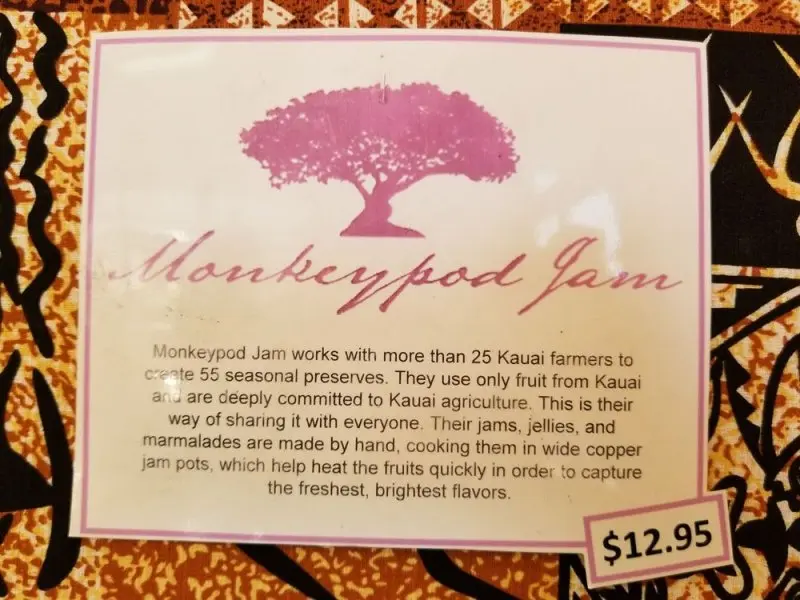 Monkeypod Jam
Monkeypod Jam works with more than 25 Kauai farmers to
create 55 seasonal preserves. They use only fruit from Kauai
and are deeply committed to Kauai agriculture. This is their
way of sharing it with everyone. Their jams, jellies, and
marmalades are made by hand, cooking them in wide copper
jam pots, which help heat the fruits quickly in order to capture
the freshest, brightest flavors.
$12.95